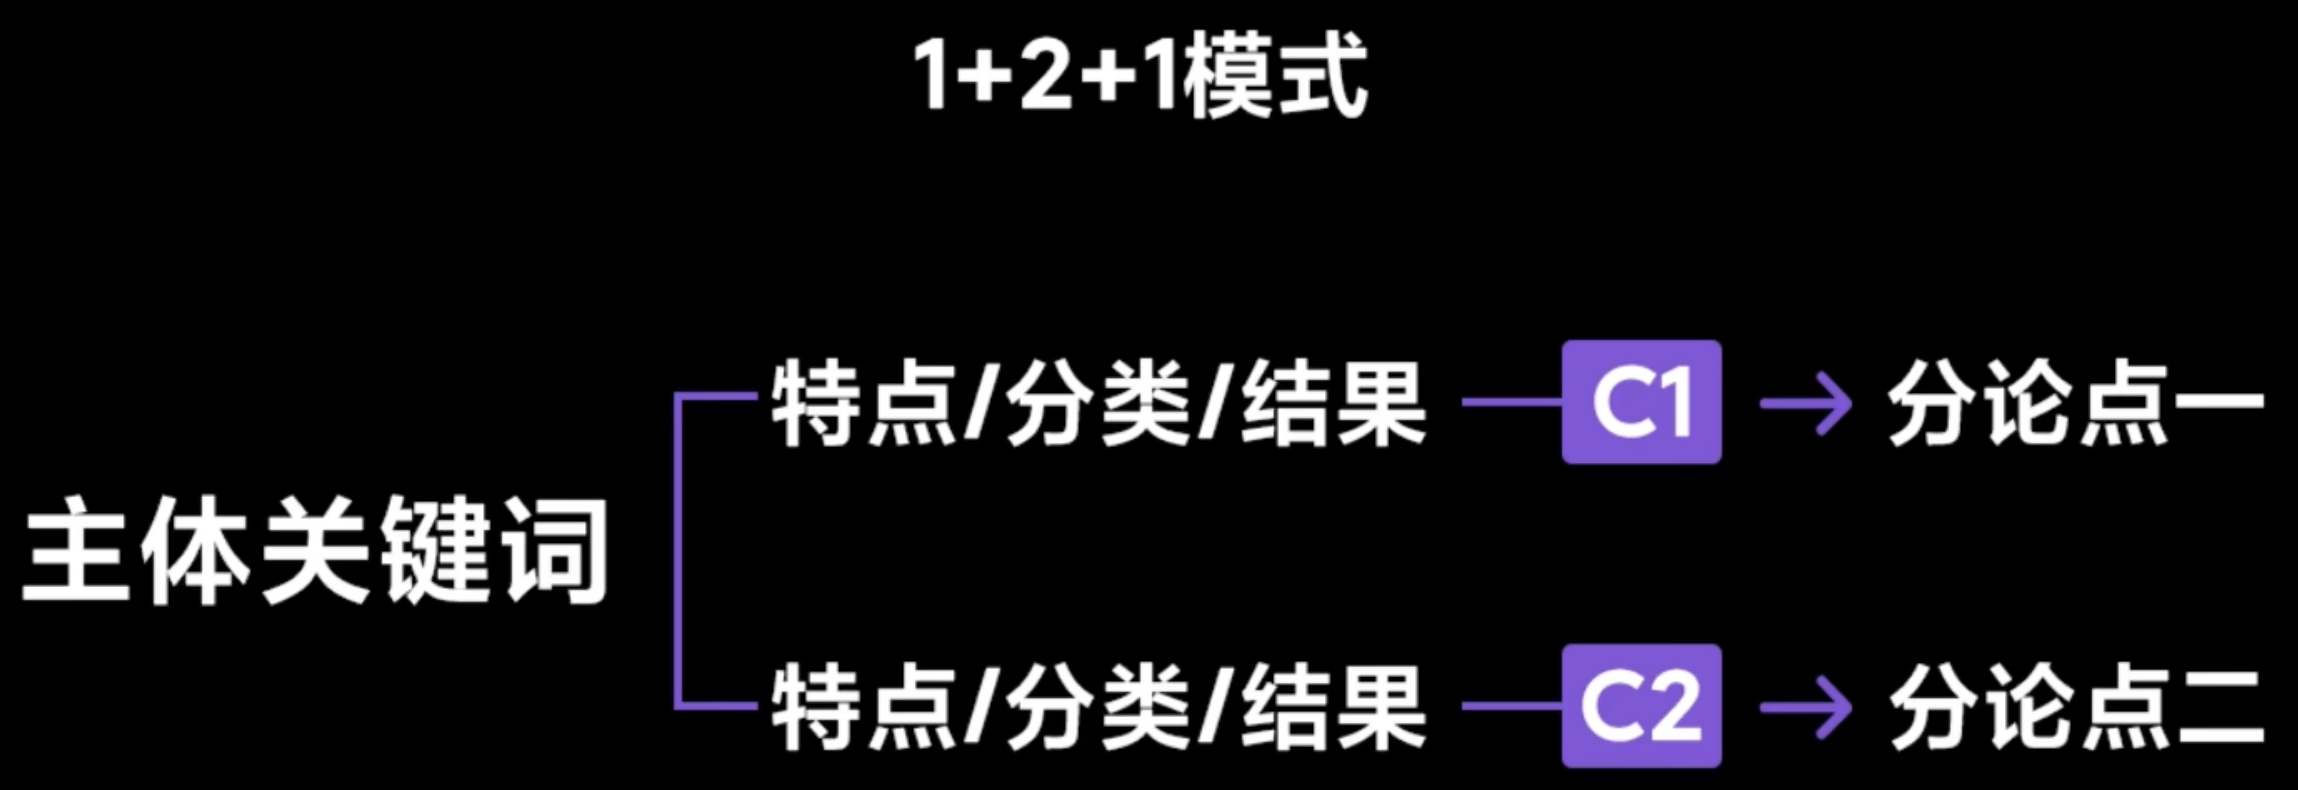 1+2+1模式
特点/分类/结果 C1 → 分论点一
主体关键词
特点/分类/结果 C2 → 分论点二